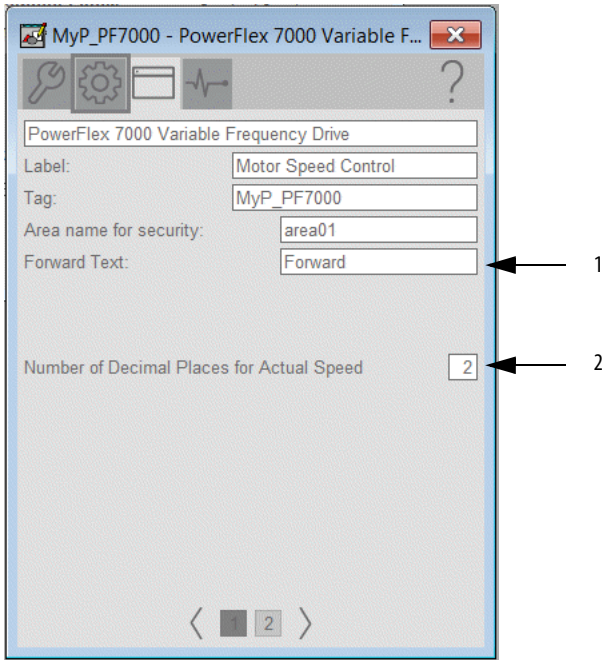 MyP_PF7000 - PowerFlex 7000 Variable F...
?
PowerFlex 7000 Variable Frequency Drive
Label: Motor Speed Control
Tag: MyP_PF7000
Area name for security: area01
Forward Text: Forward
1
Number of Decimal Places for Actual Speed 2
2
1 2